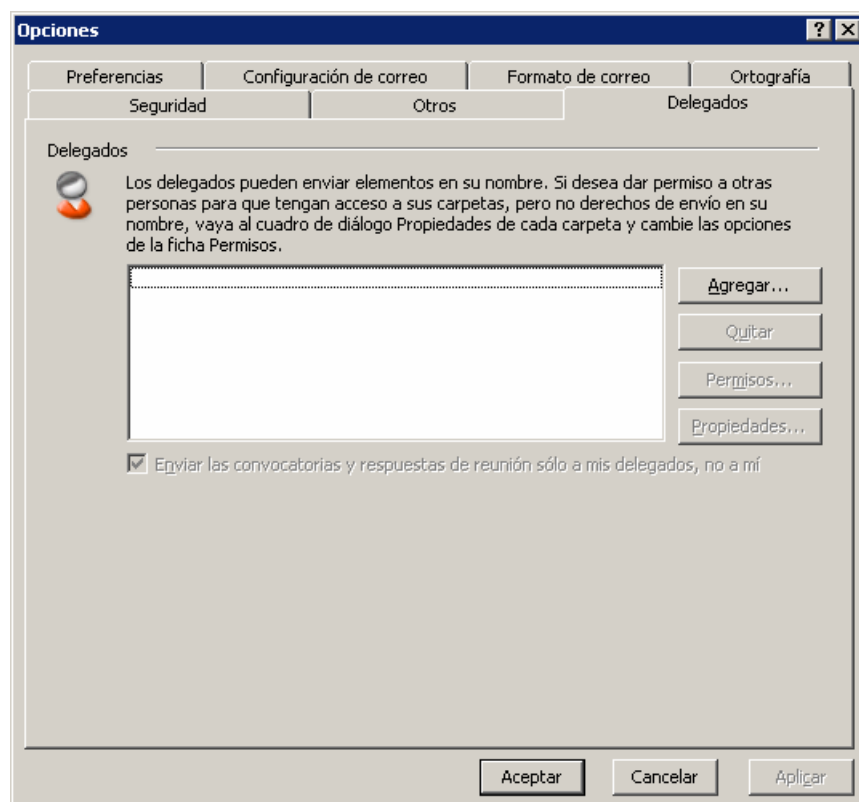 Opciones
Preferencias
Configuración de correo
Formato de correo
Ortografía
Seguridad
Otros
Delegados
Delegados
Los delegados pueden enviar elementos en su nombre. Si desea dar permiso a otras
personas para que tengan acceso a sus carpetas, pero no derechos de envío en su
nombre, vaya al cuadro de diálogo Propiedades de cada carpeta y cambie las opciones
de la ficha Permisos.
Agregar...
Quitar
Permisos...
Propiedades...
Enviar las convocatorias y respuestas de reunión sólo a mis delegados, no a mí
Aceptar
Cancelar
Aplicar